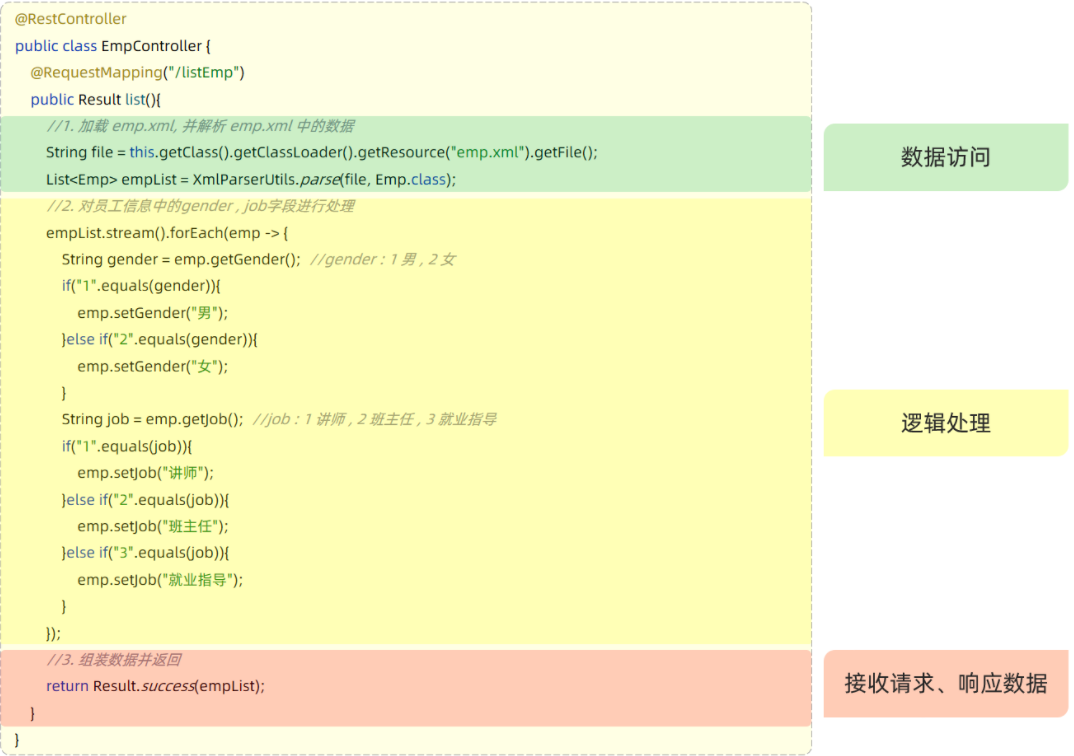 @RestController
public class EmpController {
@RequestMapping("/listEmp")
public Result list(){
//1. 加载 emp.xml, 并解析 emp.xml 中的数据
String file = this.getClass().getClassLoader().getResource("emp.xml").getFile();
List<Emp> empList = XmlParserUtils.parse(file, Emp.class);
数据访问
//2. 对员工信息中的gender , job字段进行处理
empList.stream().forEach(emp -> {
String gender = emp.getGender(); //gender : 1 男 , 2 女
if("1".equals(gender)){
emp.setGender("男");
}else if("2".equals(gender)){
emp.setGender("女");
}
String job = emp.getJob(); //job : 1 讲师 , 2 班主任 , 3 就业指导
if("1".equals(job)){
emp.setJob("讲师");
}else if("2".equals(job)){
emp.setJob("班主任");
}else if("3".equals(job)){
emp.setJob("就业指导");
}
});
逻辑处理
//3. 组装数据并返回
return Result.success(empList);
}
接收请求、响应数据
}